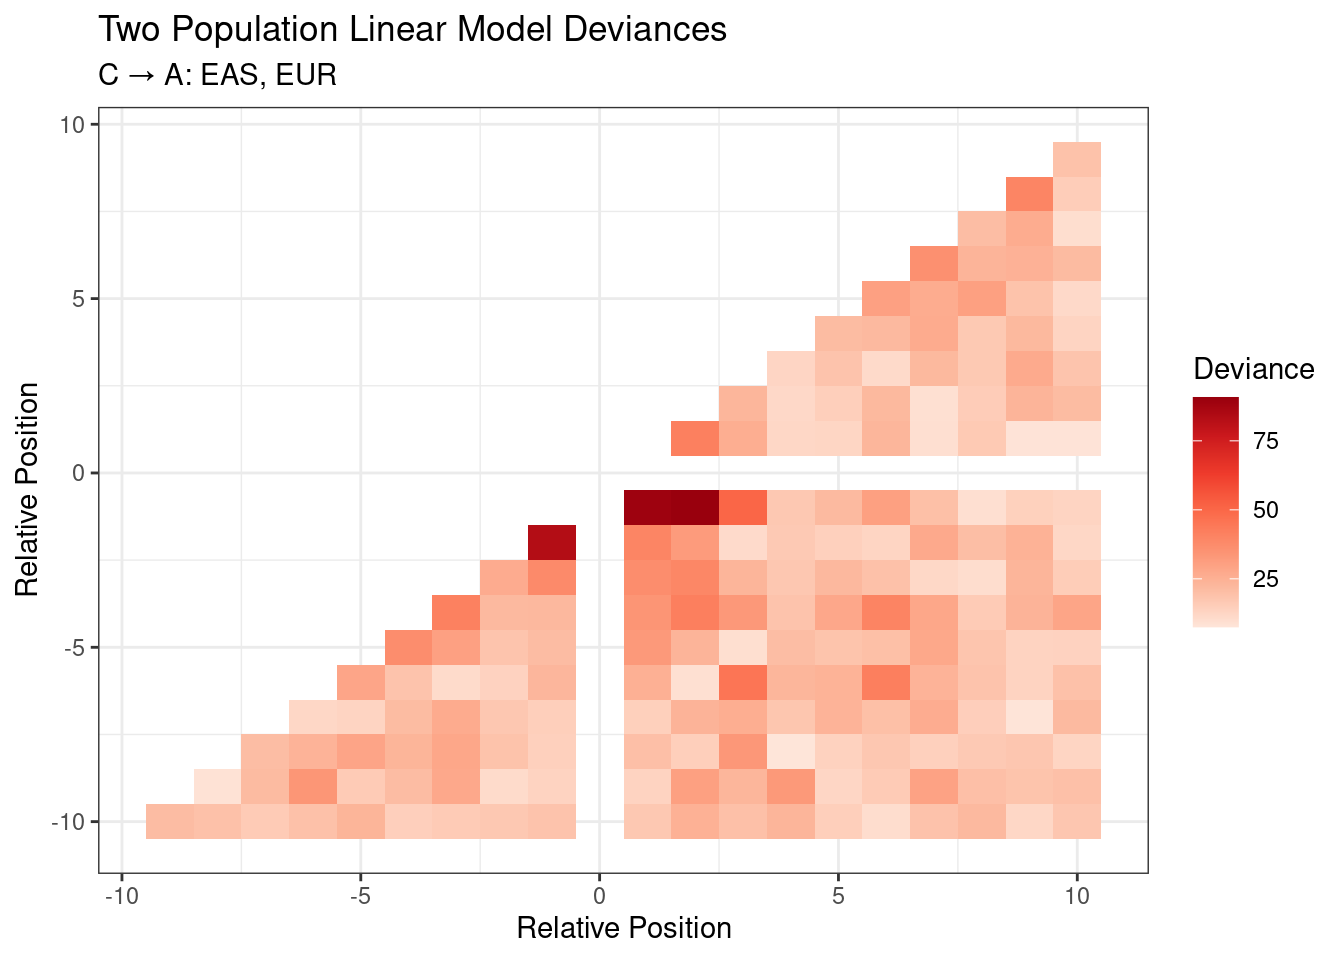 Two Population Linear Model Deviances
C → A: EAS, EUR
10
5
0
-5
-10
Relative Position
-10
-5
0
5
10
Relative Position
Deviance
75
50
25